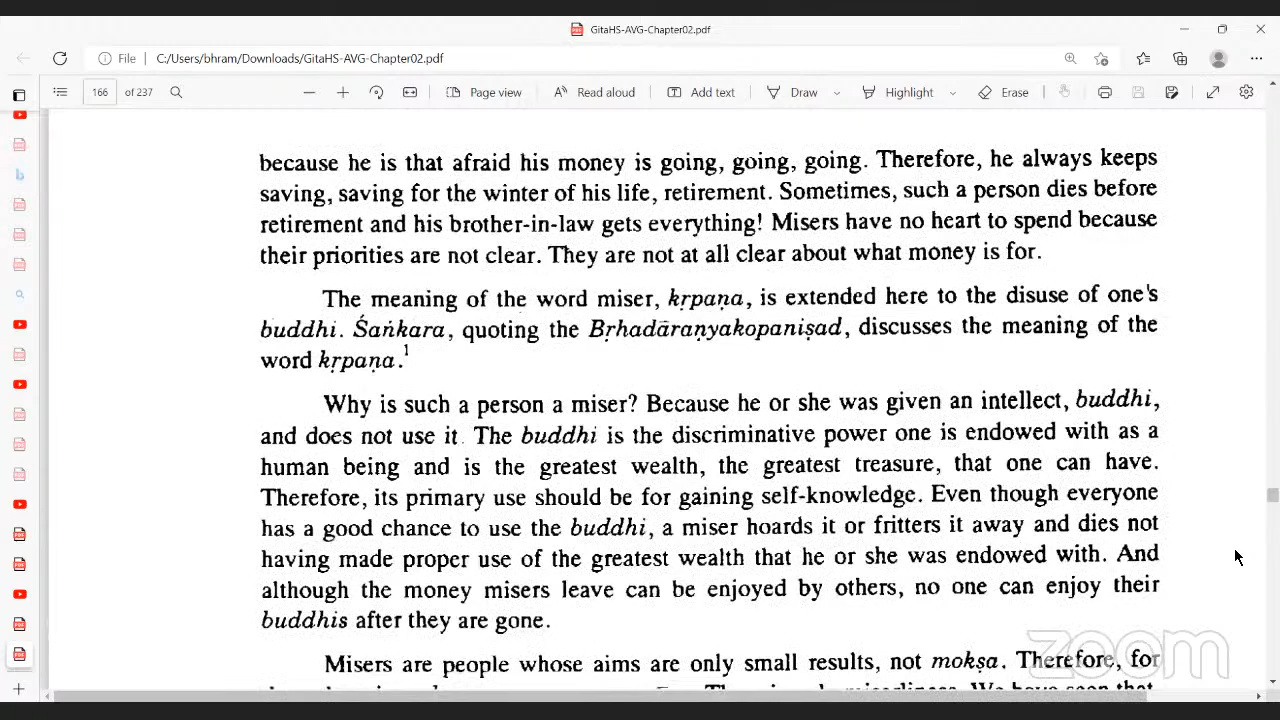 GitaHS-AVG-Chapter02.pdf
File C:/Users/bhram/Downloads/GitaHS-AVG-Chapter02.pdf
166 of 237 Page view Read aloud Add text Draw Highlight Erase
because he is that afraid his money is going, going, going. Therefore, he always keeps
saving, saving for the winter of his life, retirement. Sometimes, such a person dies before
retirement and his brother-in-law gets everything! Misers have no heart to spend because
their priorities are not clear. They are not at all clear about what money is for.
The meaning of the word miser, kṛpaṇa, is extended here to the disuse of one's
buddhi. Śaṅkara, quoting the Bṛhadāraṇyakopaniṣad, discusses the meaning of the
word kṛpaṇa.¹
Why is such a person a miser? Because he or she was given an intellect, buddhi,
and does not use it. The buddhi is the discriminative power one is endowed with as a
human being and is the greatest wealth, the greatest treasure, that one can have.
Therefore, its primary use should be for gaining self-knowledge. Even though everyone
has a good chance to use the buddhi, a miser hoards it or fritters it away and dies not
having made proper use of the greatest wealth that he or she was endowed with. And
although the money misers leave can be enjoyed by others, no one can enjoy their
buddhis after they are gone.
Misers are people whose aims are only small results, not mokṣa. Therefore, for
zoom